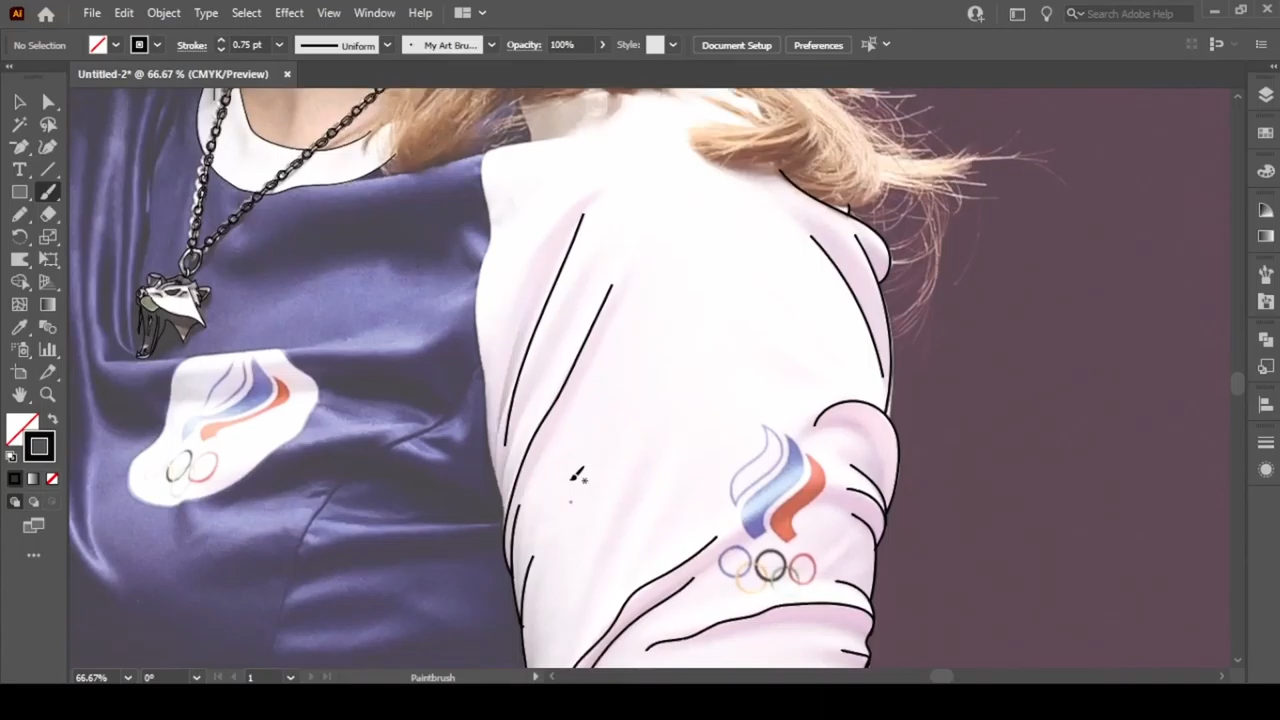 Ai File Edit Object Type Select Effect View Window Help Search Adobe Help
No Selection Stroke: 0.75 pt Uniform My Art Bru... Opacity: 100% Style: Document Setup Preferences
Untitled-2* @ 66.67 % (CMYK/Preview)
66.67% 0° 1 Paintbrush